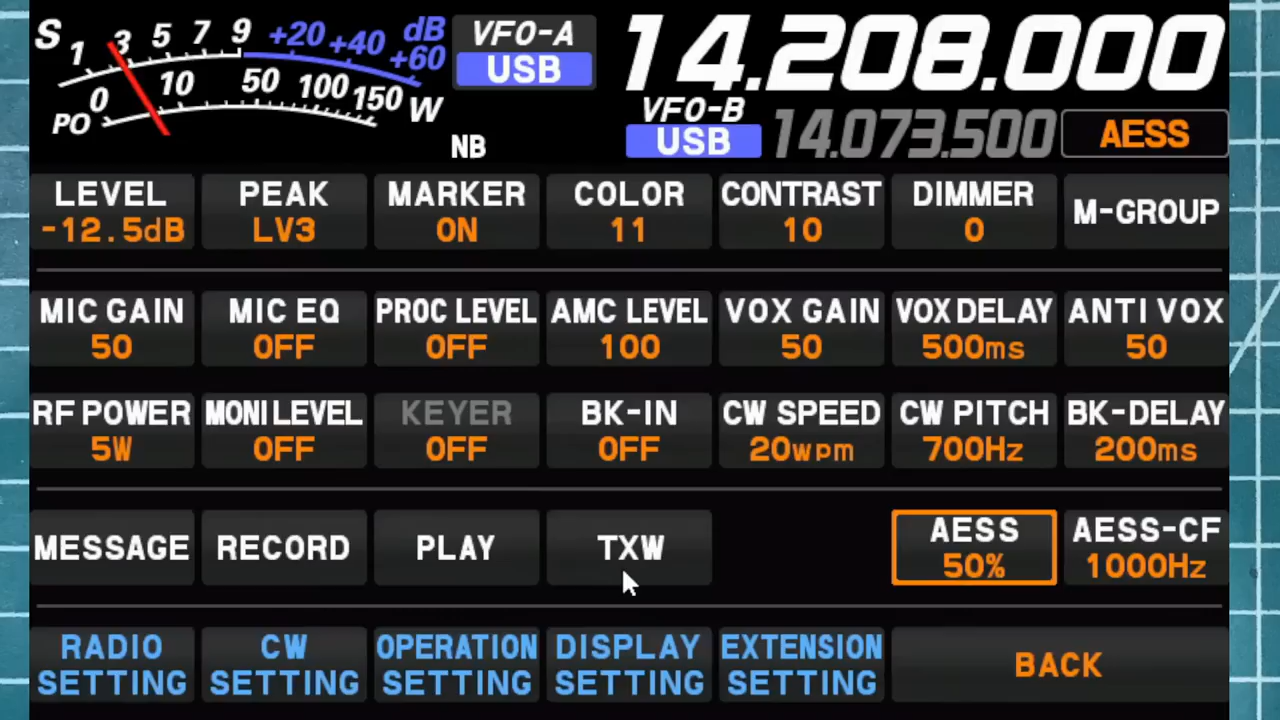 S 1 3 5 7 9 +20 +40 dB +60
PO 0 10 50 100 150 W
NB
VFO-A
USB
14.208.000
VFO-B
USB
14.073.500
AESS
LEVEL PEAK MARKER COLOR CONTRAST DIMMER M-GROUP
-12.5dB LV3 ON 11 10 0
MIC GAIN MIC EQ PROC LEVEL AMC LEVEL VOX GAIN VOX DELAY ANTI VOX
50 OFF OFF 100 50 500ms 50
RF POWER MONI LEVEL KEYER BK-IN CW SPEED CW PITCH BK-DELAY
5W OFF OFF OFF 20wpm 700Hz 200ms
MESSAGE RECORD PLAY TXW AESS AESS-CF
50% 1000Hz
RADIO CW OPERATION DISPLAY EXTENSION
SETTING SETTING SETTING SETTING SETTING
BACK